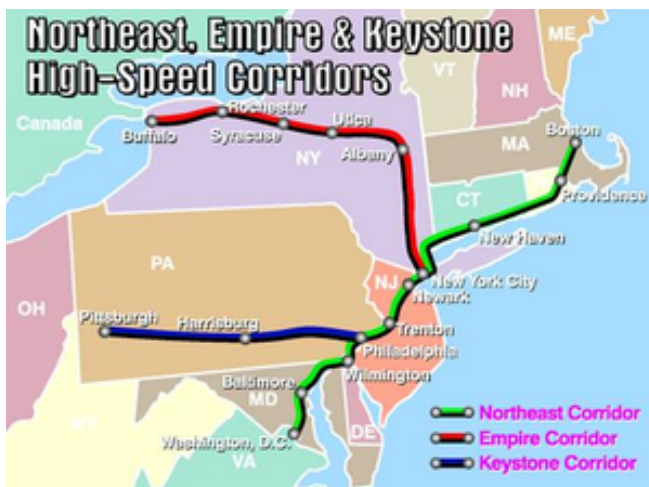 Northeast, Empire & Keystone
High-Speed Corridors
ME
VT
NH
Canada
Rochester
Buffalo
Syracuse
Utica
Boston
NY
Albany
MA
Providence
CT
New Haven
PA
NJ
New York City
Newark
OH
Pittsburgh
Harrisburg
Trenton
Philadelphia
Wilmington
Baltimore
MD
Washington, D.C.
DE
VA
Northeast Corridor
Empire Corridor
Keystone Corridor